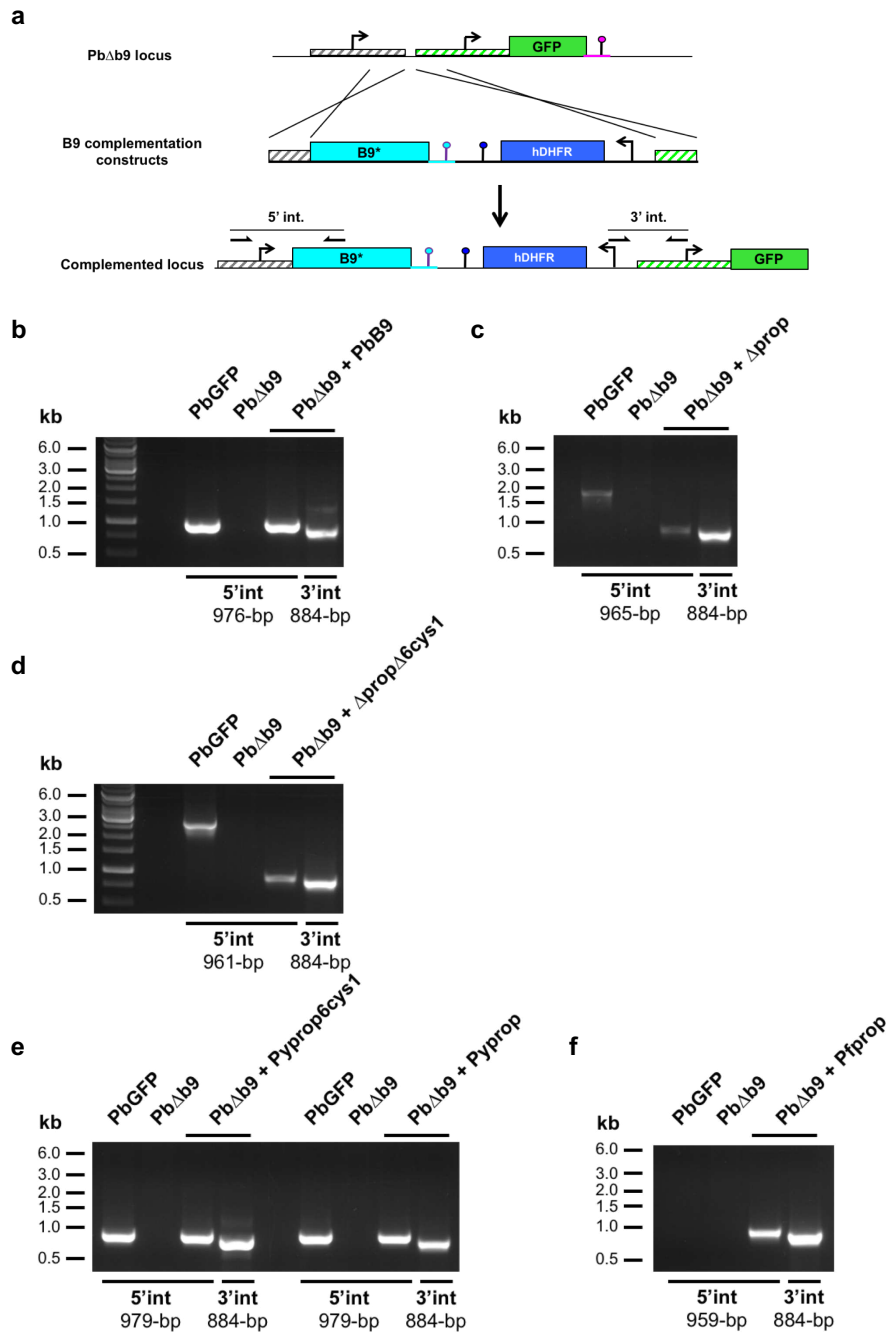 a
PbΔb9 locus
GFP
B9 complementation
constructs
B9*
hDHFR
5' int.
3' int.
Complemented locus
B9*
hDHFR
GFP
b
PbGFP
PbΔb9
PbΔb9 + PbB9
kb
6.0
3.0
2.0
1.5
1.0
0.5
5'int
3'int
976-bp
884-bp
c
PbGFP
PbΔb9
PbΔb9 + Δprop
kb
6.0
3.0
2.0
1.5
1.0
0.5
5'int
3'int
965-bp
884-bp
d
PbGFP
PbΔb9
PbΔb9 + ΔpropΔ6cys1
kb
6.0
3.0
2.0
1.5
1.0
0.5
5'int
3'int
961-bp
884-bp
e
PbGFP
PbΔb9
PbΔb9 + Pyprop6cys1
PbGFP
PbΔb9
PbΔb9 + Pyprop
kb
6.0
3.0
2.0
1.5
1.0
0.5
5'int
3'int
5'int
3'int
979-bp
884-bp
979-bp
884-bp
f
PbGFP
PbΔb9
PbΔb9 + Pfprop
kb
6.0
3.0
2.0
1.5
1.0
0.5
5'int
3'int
959-bp
884-bp